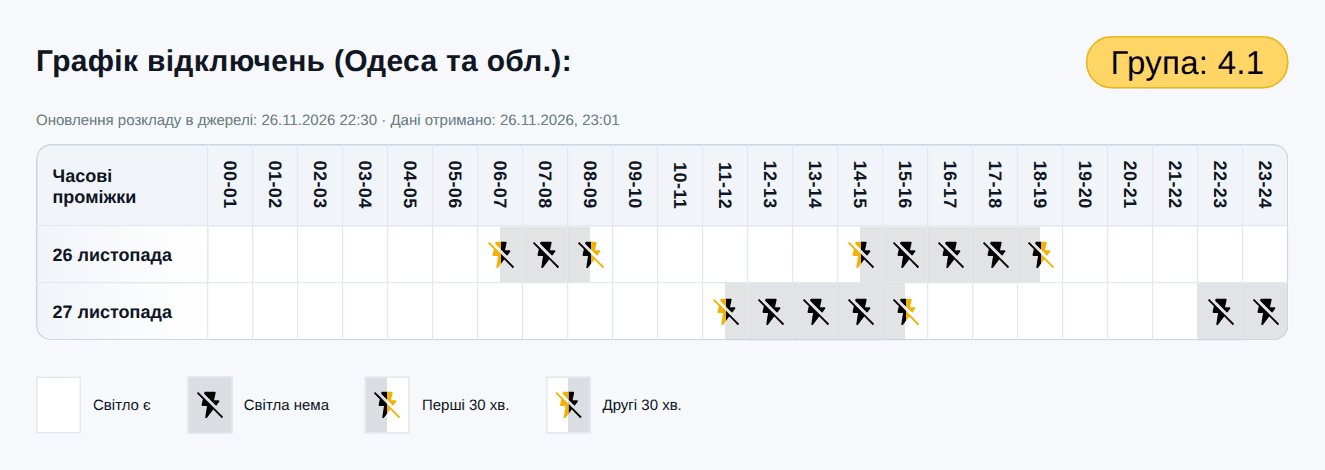 Графік відключень (Одеса та обл.):
Група: 4.1
Оновлення розкладу в джерелі: 26.11.2026 22:30 · Дані отримано: 26.11.2026, 23:01
Часові
проміжки
00-01
01-02
02-03
03-04
04-05
05-06
06-07
07-08
08-09
09-10
10-11
11-12
12-13
13-14
14-15
15-16
16-17
17-18
18-19
19-20
20-21
21-22
22-23
23-24
26 листопада
27 листопада
Світло є
Світла нема
Перші 30 хв.
Другі 30 хв.